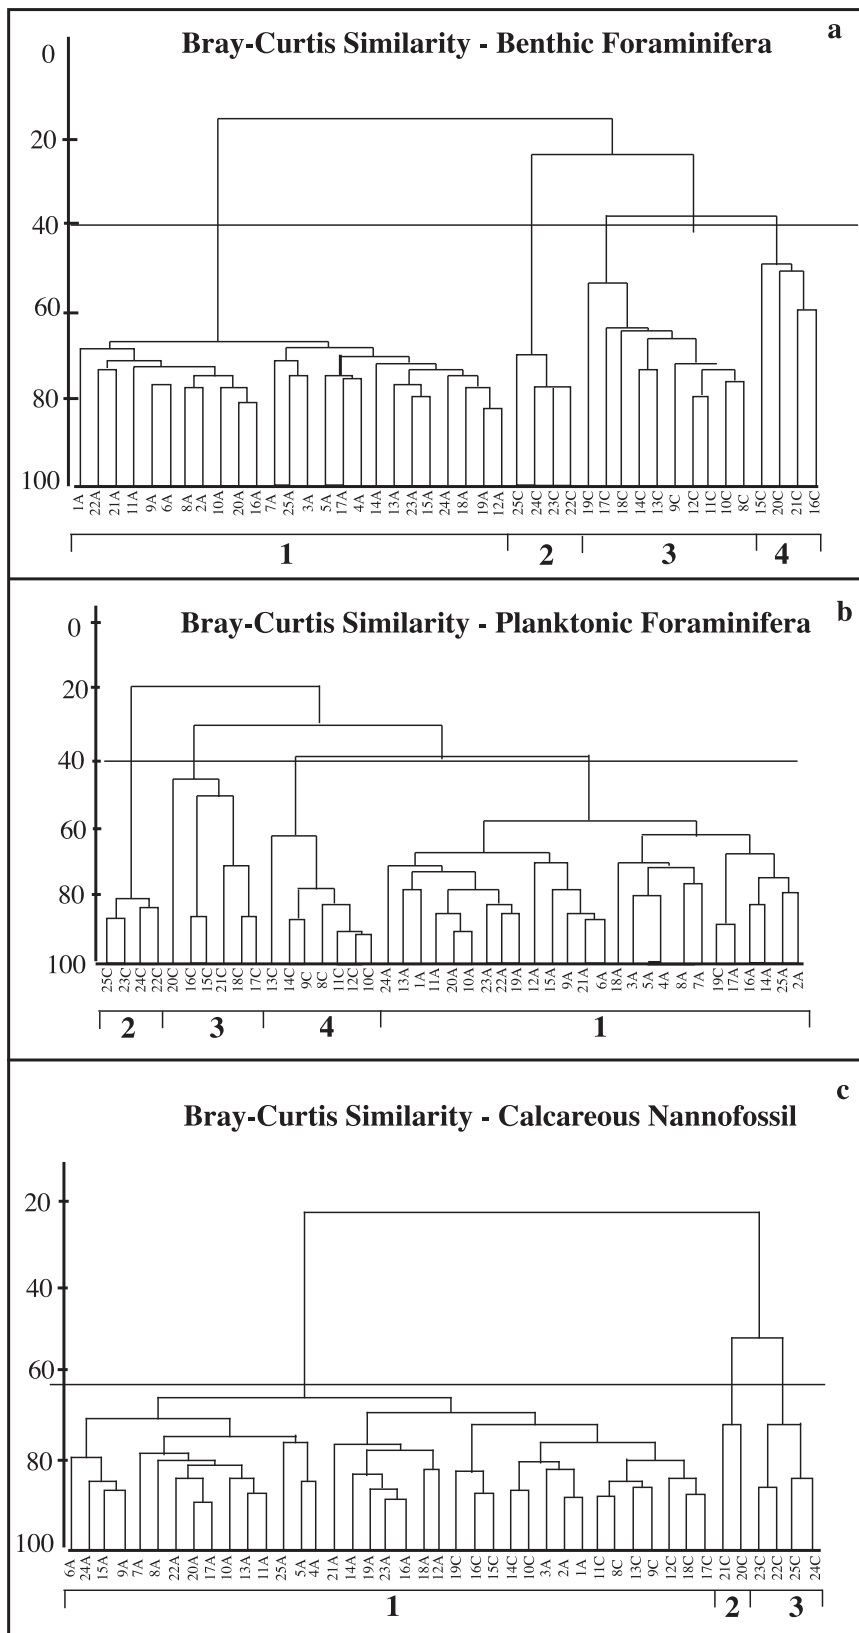 a
Bray-Curtis Similarity - Benthic Foraminifera
0
20
40
60
80
100
1A 22A 21A 11A 9A 6A 8A 2A 10A 20A 16A 7A 25A 3A 5A 17A 4A 14A 13A 23A 15A 24A 18A 19A 12A 25C 24C 23C 22C 19C 17C 18C 14C 13C 9C 12C 11C 10C 8C 15C 20C 21C 16C
1 2 3 4
b
Bray-Curtis Similarity - Planktonic Foraminifera
0
20
40
60
80
100
25C 23C 24C 22C 20C 16C 15C 21C 18C 17C 13C 14C 9C 8C 11C 12C 10C 24A 13A 1A 11A 20A 10A 23A 22A 19A 12A 15A 9A 21A 6A 18A 3A 5A 4A 8A 7A 19C 17A 16A 14A 25A 2A
2 3 4 1
c
Bray-Curtis Similarity - Calcareous Nannofossil
20
40
60
80
100
6A 24A 15A 9A 7A 8A 22A 20A 17A 10A 13A 11A 25A 5A 4A 21A 14A 19A 23A 16A 18A 12A 19C 16C 15C 14C 10C 3A 2A 1A 11C 8C 13C 9C 12C 18C 17C 21C 20C 23C 22C 25C 24C
1 2 3